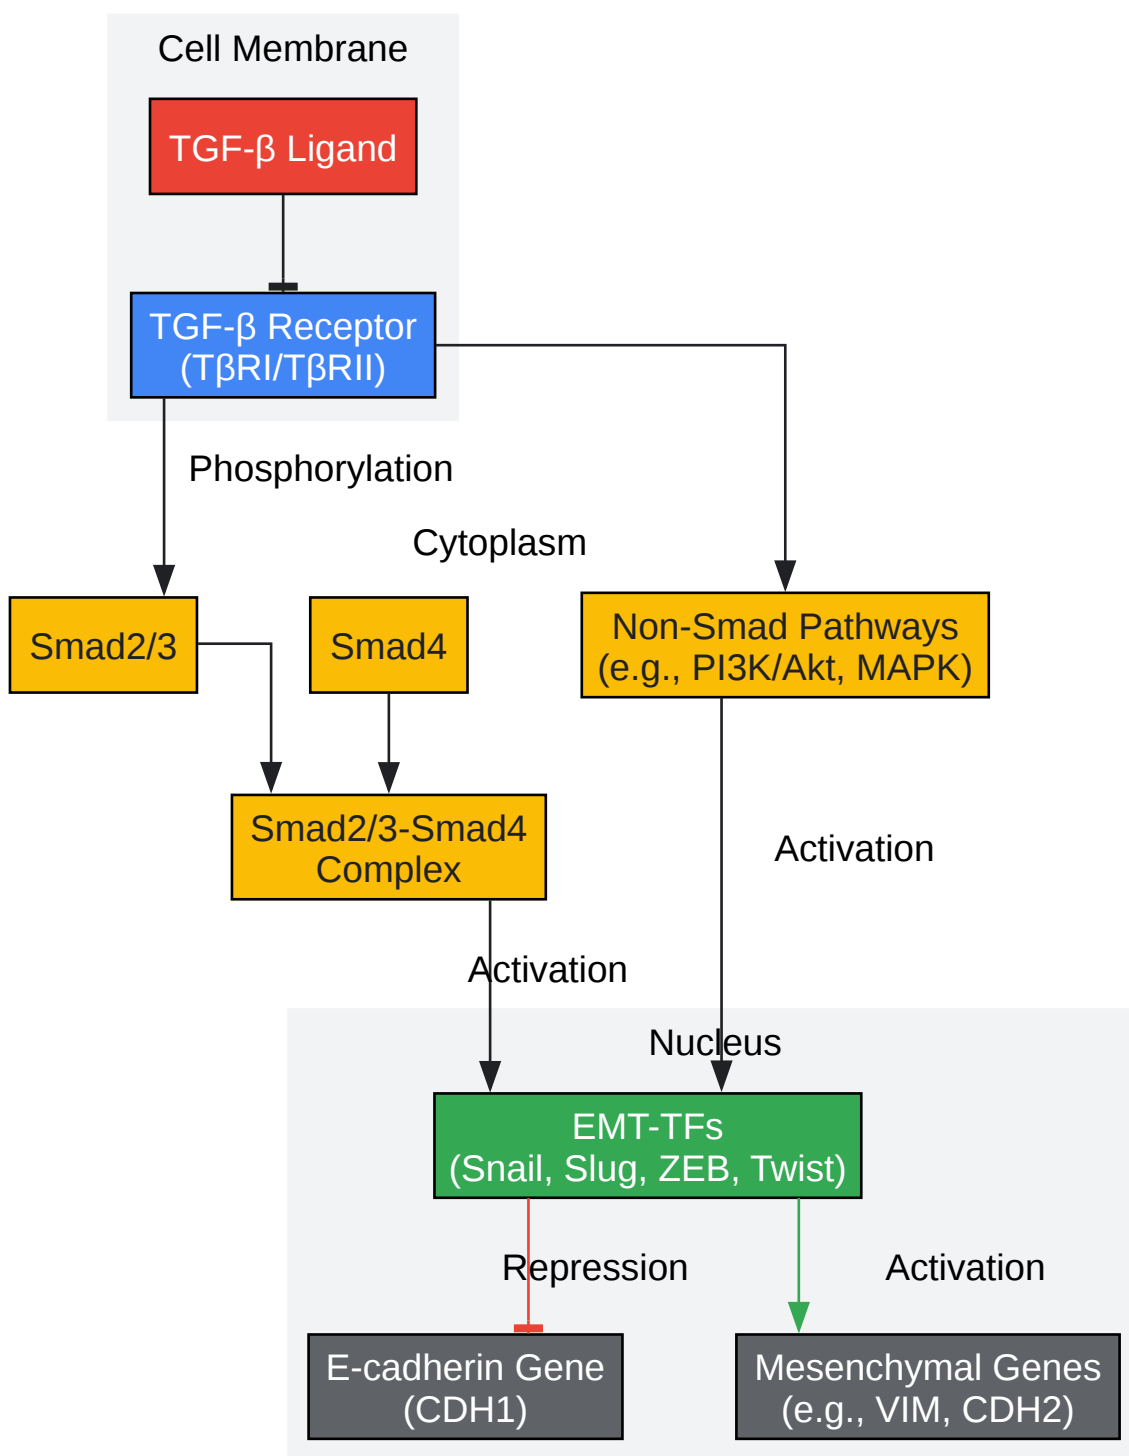 Cell Membrane
TGF-β Ligand
TGF-β Receptor
(TβRI/TβRII)
Phosphorylation
Cytoplasm
Smad2/3
Smad4
Non-Smad Pathways
(e.g., PI3K/Akt, MAPK)
Smad2/3-Smad4
Complex
Activation
Activation
Nucleus
EMT-TFs
(Snail, Slug, ZEB, Twist)
Repression
Activation
E-cadherin Gene
(CDH1)
Mesenchymal Genes
(e.g., VIM, CDH2)